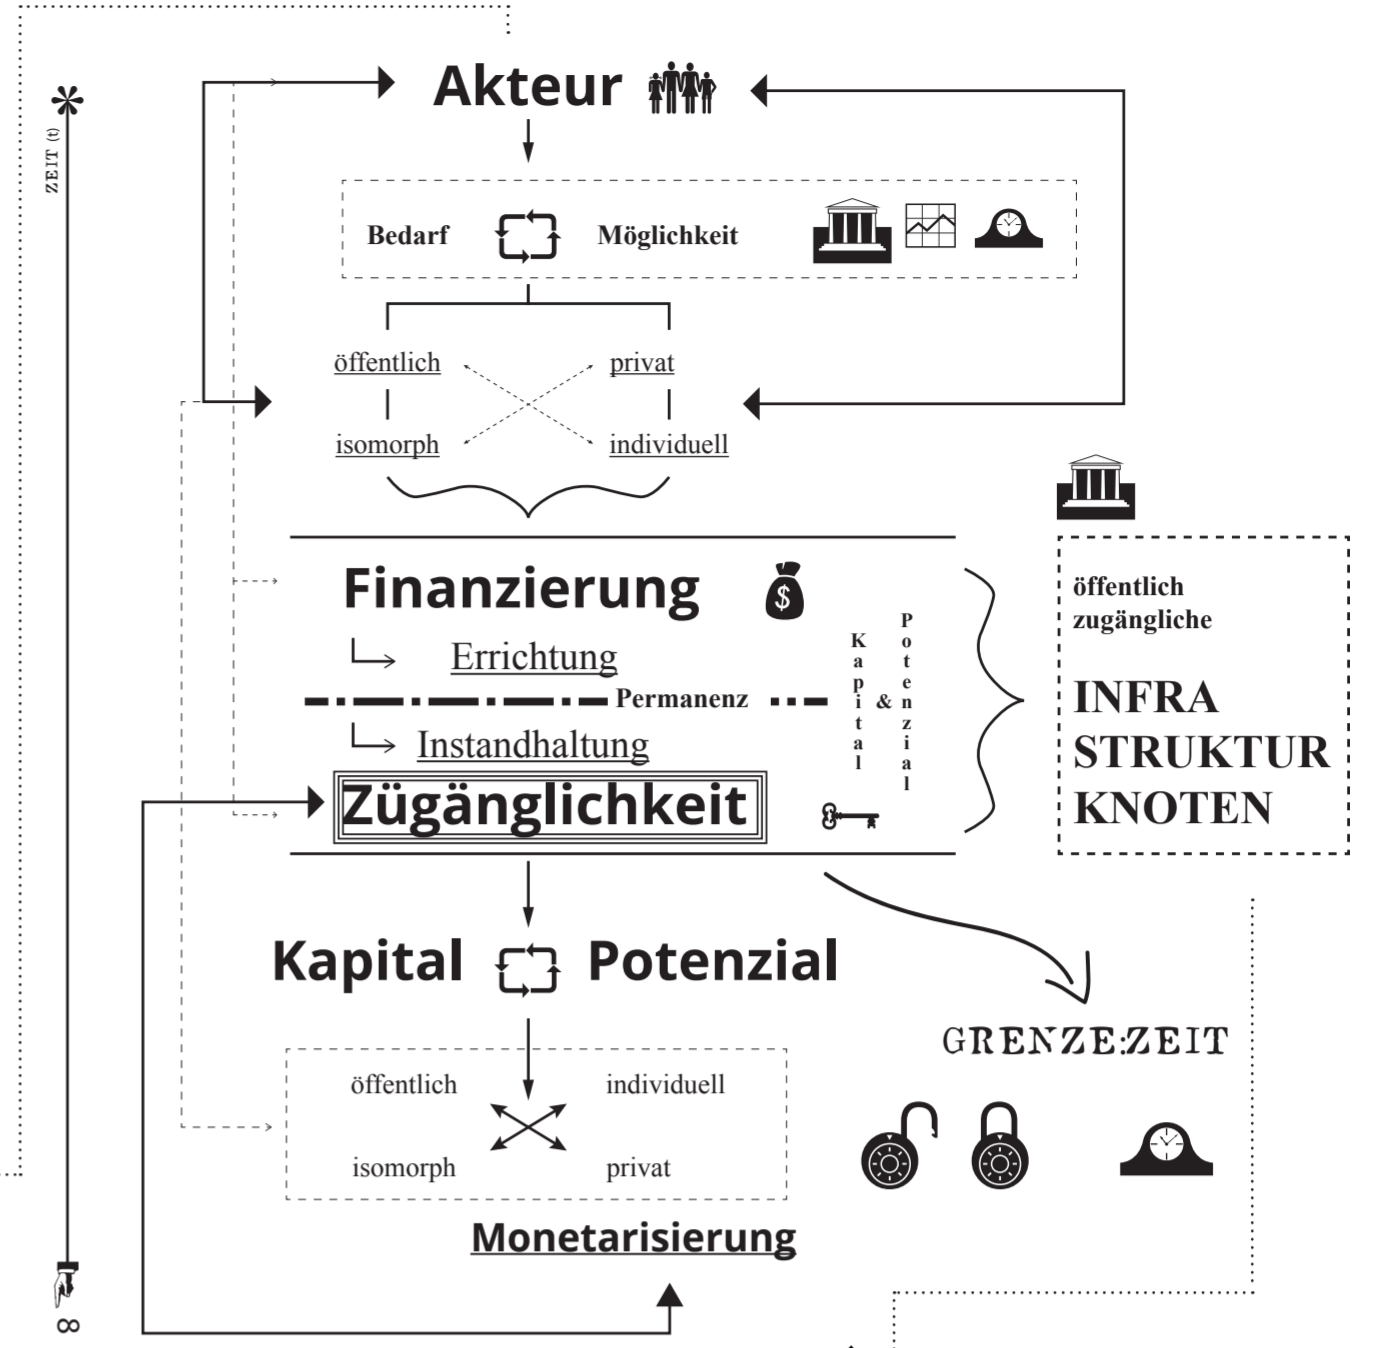 Akteur
ZEIT (t)
Bedarf
Möglichkeit
öffentlich
privat
isomorph
individuell
Finanzierung
$
Errichtung
Permanenz
Instandhaltung
Zügänglichkeit
Kapital
&
Potenzial
öffentlich
zugängliche
INFRA
STRUKTUR
KNOTEN
Kapital
Potenzial
GRENZE:ZEIT
öffentlich
individuell
isomorph
privat
Monetarisierung
∞